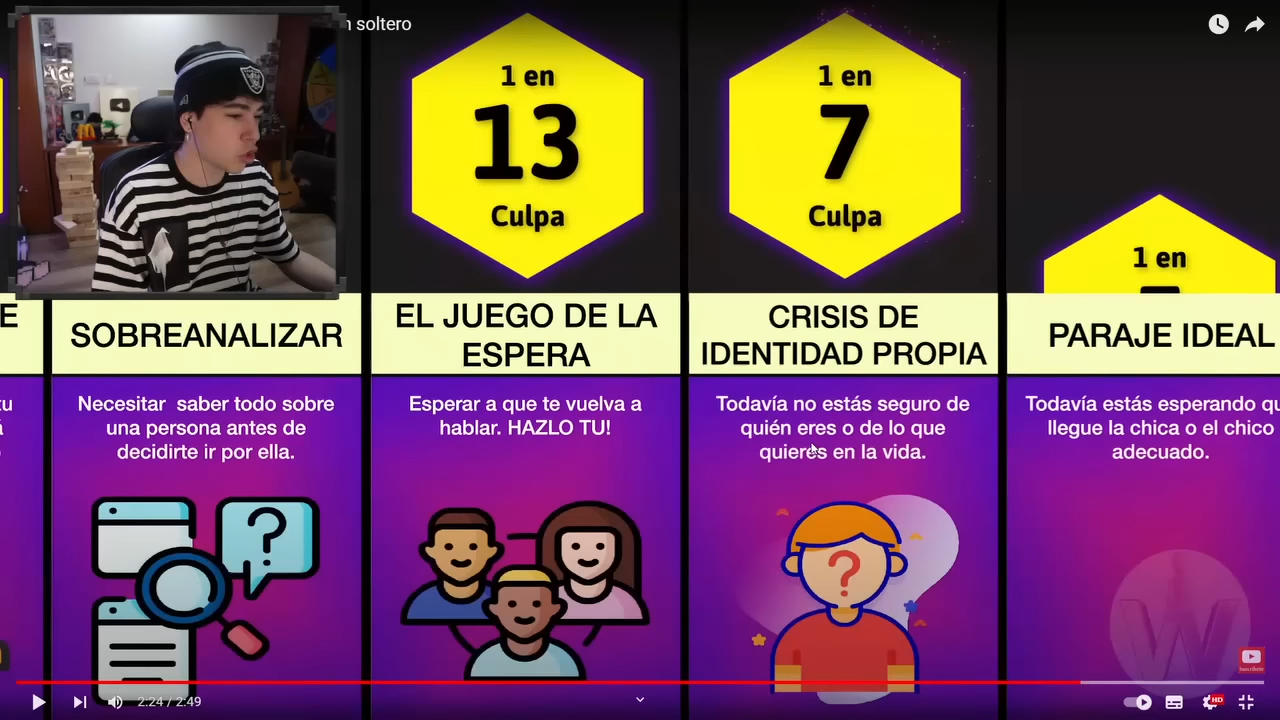 n soltero
1 en
13
Culpa
1 en
7
Culpa
1 en
E
SOBREANALIZAR
EL JUEGO DE LA
ESPERA
CRISIS DE
IDENTIDAD PROPIA
PARAJE IDEAL
tu
Necesitar saber todo sobre
una persona antes de
decidirte ir por ella.
Esperar a que te vuelva a
hablar. HAZLO TU!
Todavía no estás seguro de
quién eres o de lo que
quieres en la vida.
Todavía estás esperando qu
llegue la chica o el chico
adecuado.
W
Suscríbete
2:24 / 2:49
HD